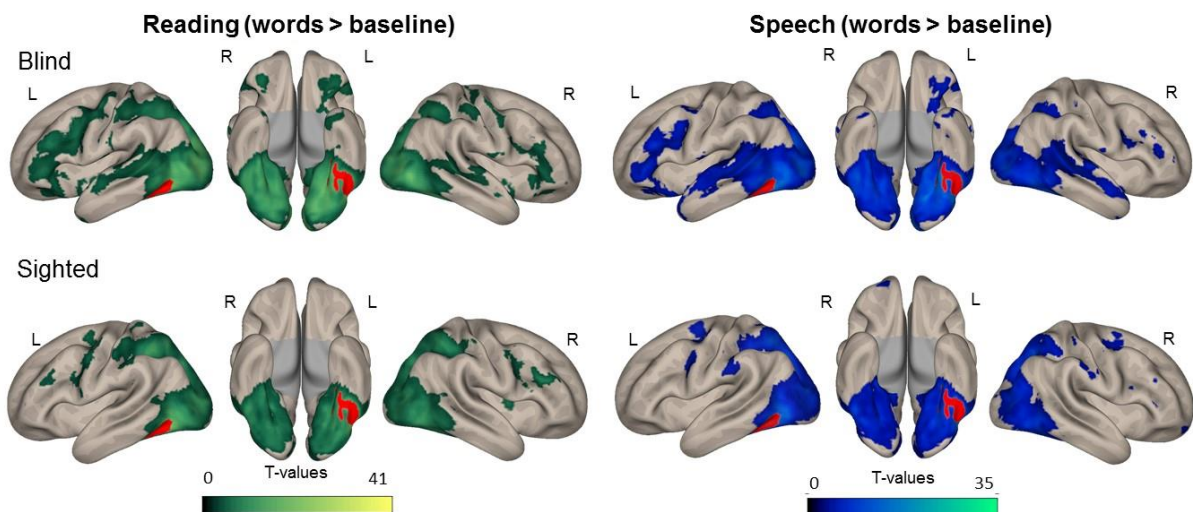 Reading (words > baseline)
Speech (words > baseline)
Blind
R
L
R
L
L
R
L
R
Sighted
R
L
R
L
L
R
L
R
0
T-values
41
0
T-values
35